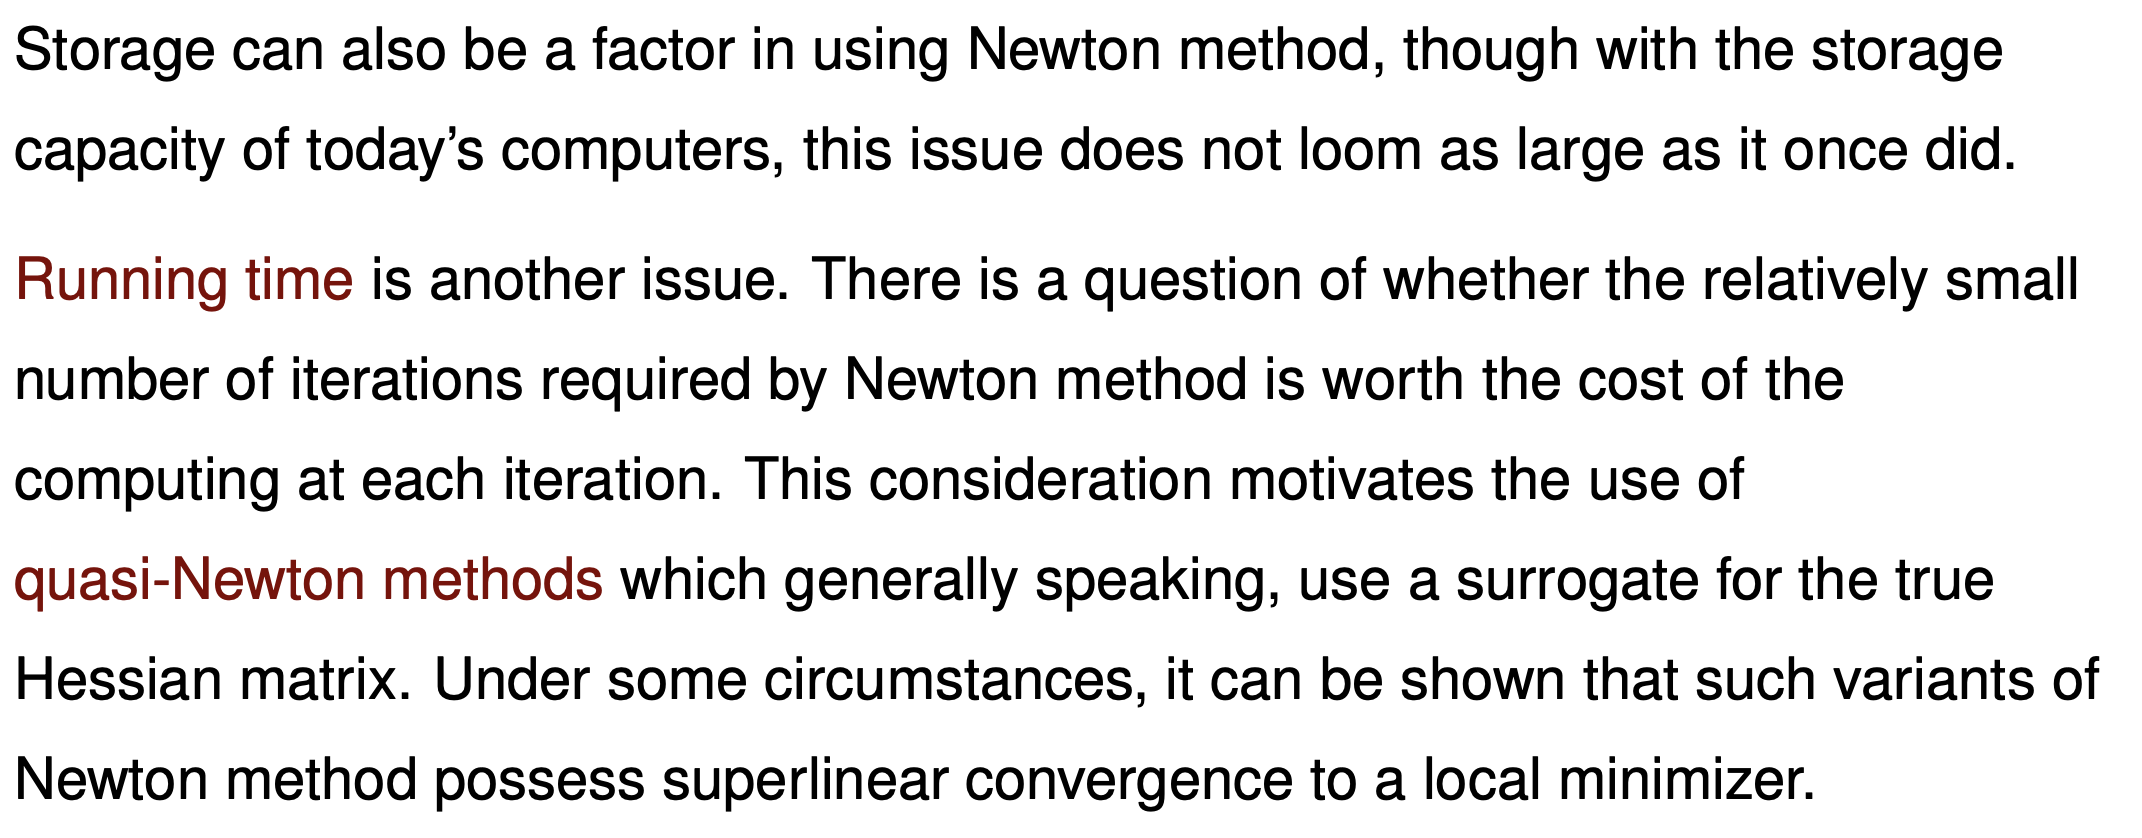 Storage can also be a factor in using Newton method, though with the storage
capacity of today’s computers, this issue does not loom as large as it once did.
Running time is another issue. There is a question of whether the relatively small
number of iterations required by Newton method is worth the cost of the
computing at each iteration. This consideration motivates the use of
quasi-Newton methods which generally speaking, use a surrogate for the true
Hessian matrix. Under some circumstances, it can be shown that such variants of
Newton method possess superlinear convergence to a local minimizer.